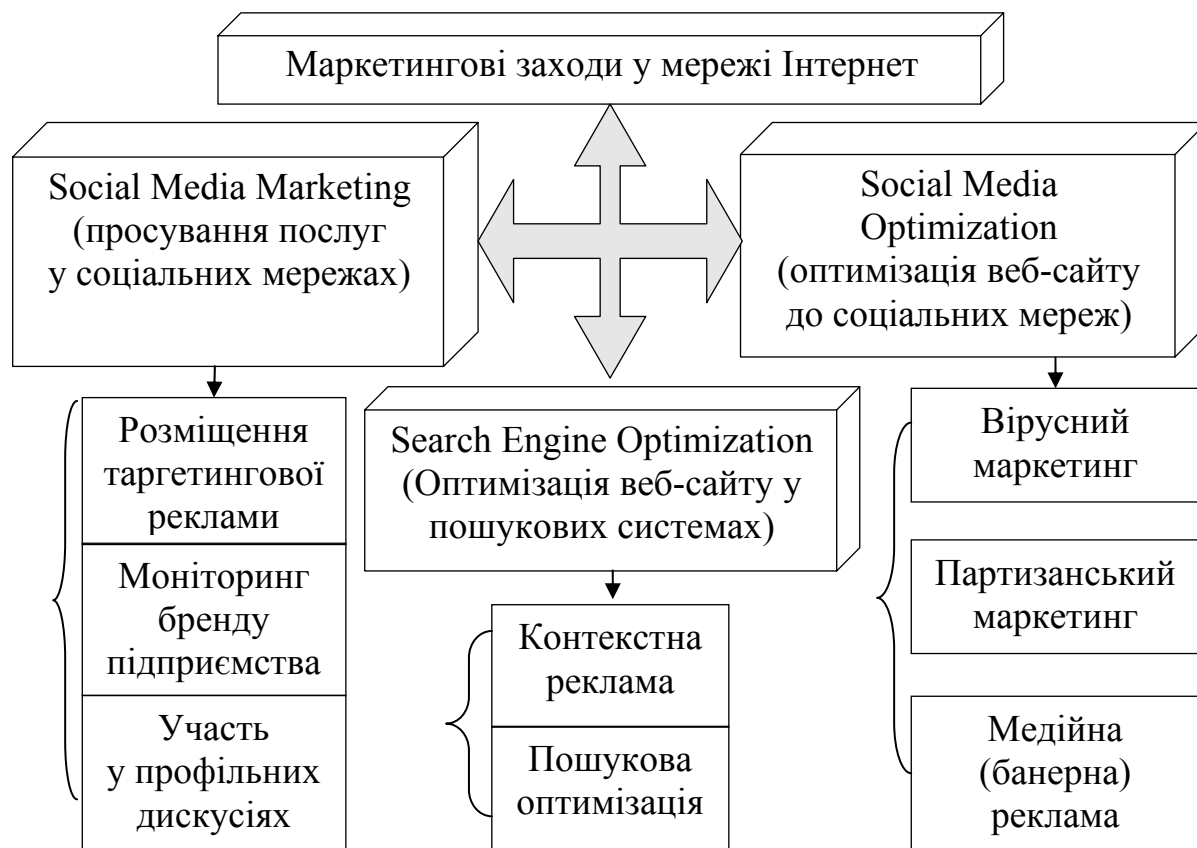 Маркетингові заходи у мережі Інтернет
Social Media Marketing
(просування послуг
у соціальних мережах)
Social Media
Optimization
(оптимізація веб-сайту
до соціальних мереж)
Search Engine Optimization
(Оптимізація веб-сайту у
пошукових системах)
Розміщення
таргетингової
реклами
Моніторинг
бренду
підприємства
Участь
у профільних
дискусіях
Контекстна
реклама
Пошукова
оптимізація
Вірусний
маркетинг
Партизанський
маркетинг
Медійна
(банерна)
реклама